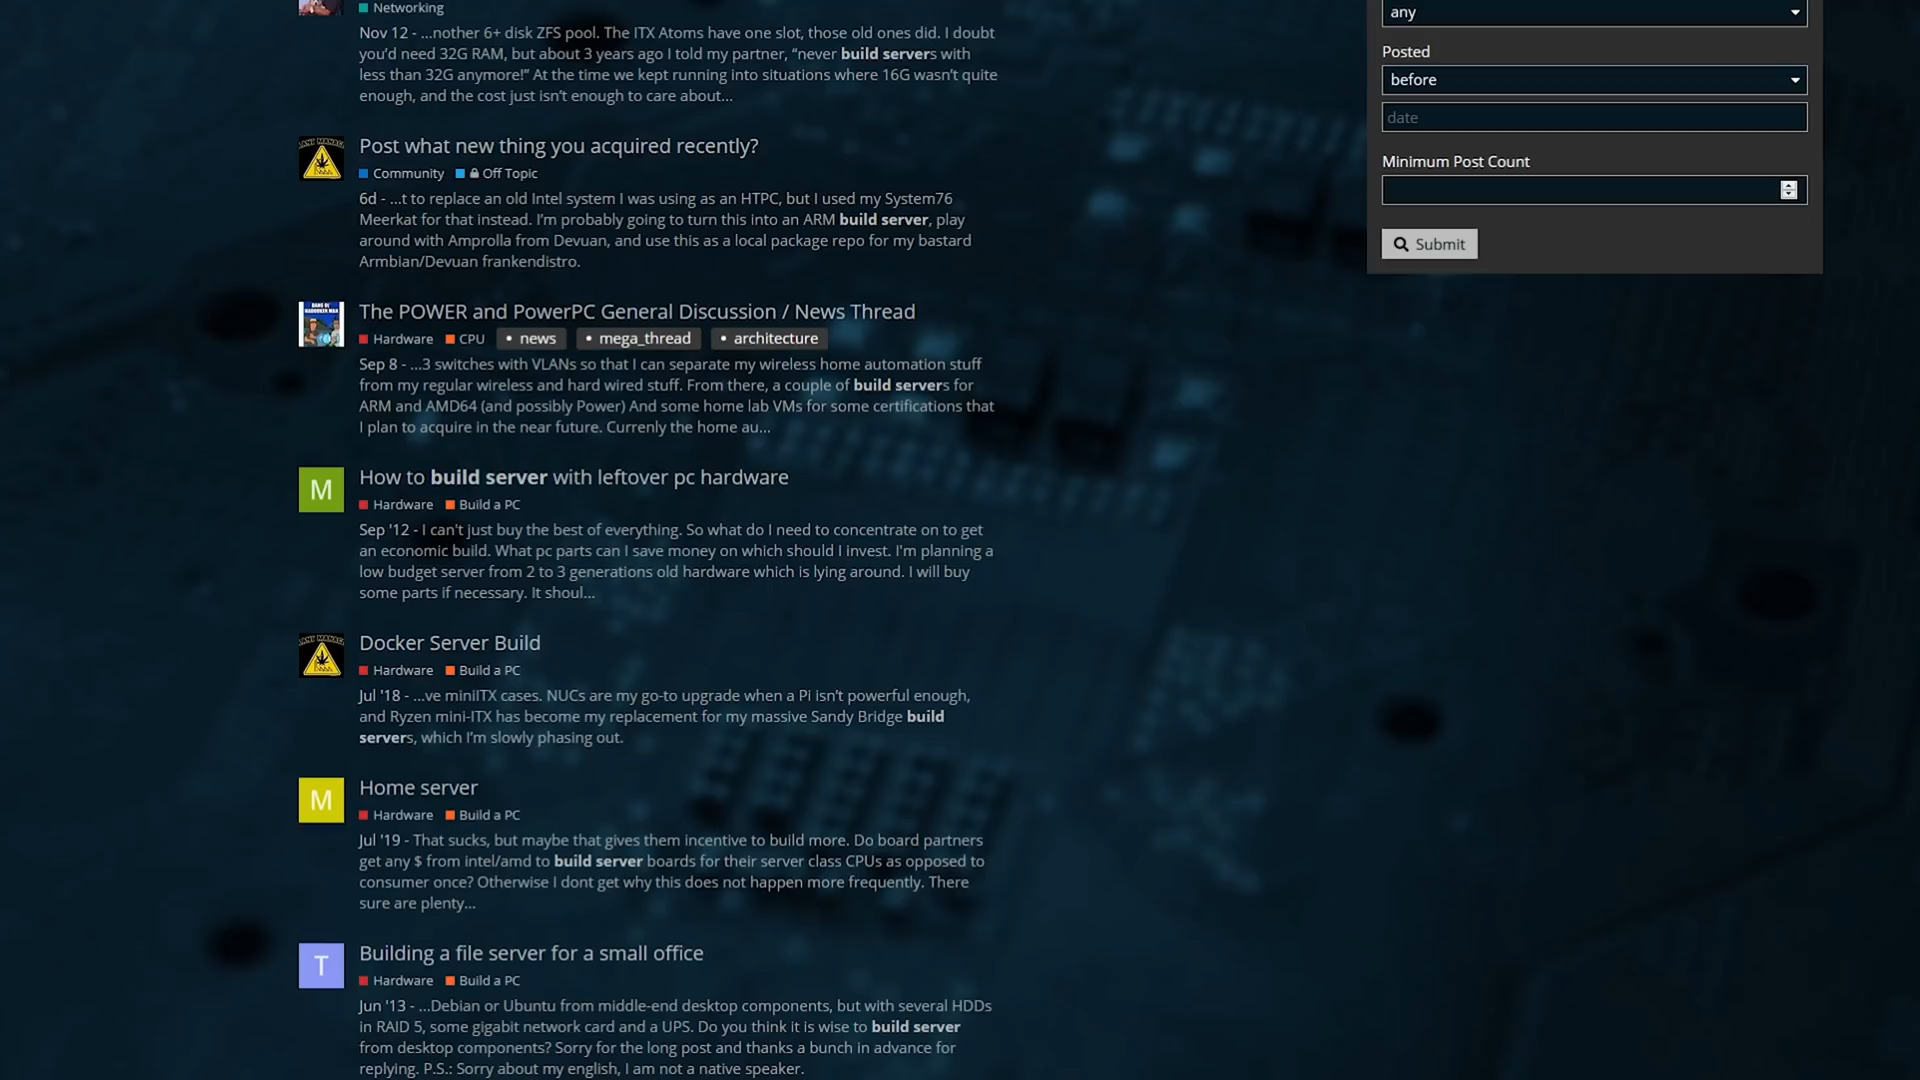 Networking
Nov 12 - ...nother 6+ disk ZFS pool. The ITX Atoms have one slot, those old ones did. I doubt
you’d need 32G RAM, but about 3 years ago I told my partner, “never build servers with
less than 32G anymore!” At the time we kept running into situations where 16G wasn’t quite
enough, and the cost just isn’t enough to care about...
Post what new thing you acquired recently?
Community Off Topic
6d - ...t to replace an old Intel system I was using as an HTPC, but I used my System76
Meerkat for that instead. I’m probably going to turn this into an ARM build server, play
around with Amprolla from Devuan, and use this as a local package repo for my bastard
Armbian/Devuan frankendistro.
The POWER and PowerPC General Discussion / News Thread
Hardware CPU • news • mega_thread • architecture
Sep 8 - ...3 switches with VLANs so that I can separate my wireless home automation stuff
from my regular wireless and hard wired stuff. From there, a couple of build servers for
ARM and AMD64 (and possibly Power) And some home lab VMs for some certifications that
I plan to acquire in the near future. Currenly the home au...
M
How to build server with leftover pc hardware
Hardware Build a PC
Sep '12 - I can't just buy the best of everything. So what do I need to concentrate on to get
an economic build. What pc parts can I save money on which should I invest. I'm planning a
low budget server from 2 to 3 generations old hardware which is lying around. I will buy
some parts if necessary. It shoul...
Docker Server Build
Hardware Build a PC
Jul '18 - ...ve miniITX cases. NUCs are my go-to upgrade when a Pi isn’t powerful enough,
and Ryzen mini-ITX has become my replacement for my massive Sandy Bridge build
servers, which I’m slowly phasing out.
M
Home server
Hardware Build a PC
Jul '19 - That sucks, but maybe that gives them incentive to build more. Do board partners
get any $ from intel/amd to build server boards for their server class CPUs as opposed to
consumer once? Otherwise I dont get why this does not happen more frequently. There
sure are plenty...
T
Building a file server for a small office
Hardware Build a PC
Jun '13 - ...Debian or Ubuntu from middle-end desktop components, but with several HDDs
in RAID 5, some gigabit network card and a UPS. Do you think it is wise to build server
from desktop components? Sorry for the long post and thanks a bunch in advance for
replying. P.S.: Sorry about my english, I am not a native speaker.
any
Posted
before
date
Minimum Post Count
Submit